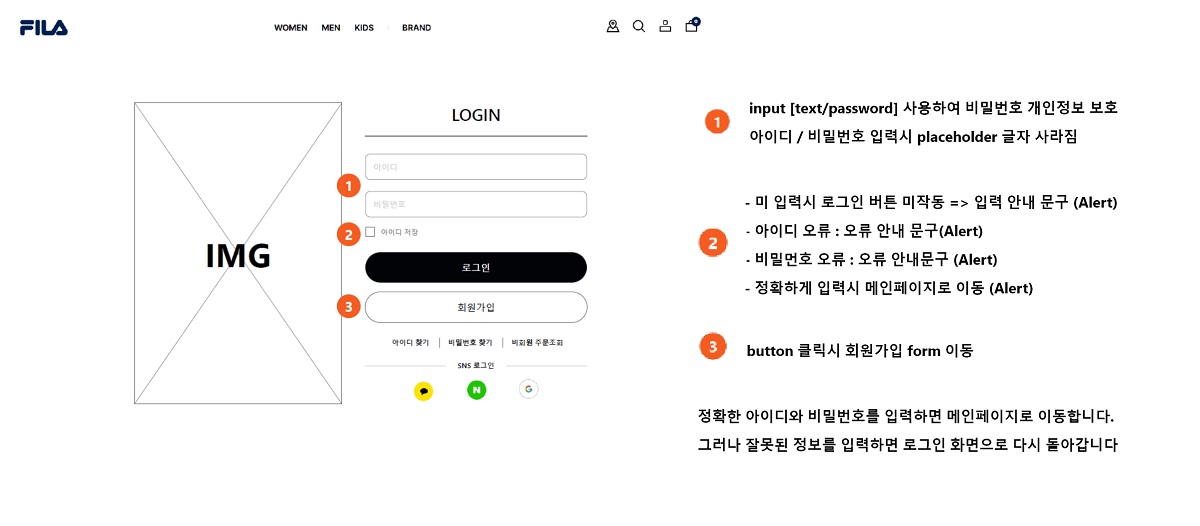 FILA
WOMEN MEN KIDS BRAND
0
LOGIN
아이디
1
비밀번호
2
아이디 저장
IMG
로그인
3
회원가입
아이디 찾기 | 비밀번호 찾기 | 비회원 주문조회
SNS 로그인
N
G
1
input [text/password] 사용하여 비밀번호 개인정보 보호
아이디 / 비밀번호 입력시 placeholder 글자 사라짐
2
- 미 입력시 로그인 버튼 미작동 => 입력 안내 문구 (Alert)
- 아이디 오류 : 오류 안내 문구(Alert)
- 비밀번호 오류 : 오류 안내문구 (Alert)
- 정확하게 입력시 메인페이지로 이동 (Alert)
3
button 클릭시 회원가입 form 이동
정확한 아이디와 비밀번호를 입력하면 메인페이지로 이동합니다.
그러나 잘못된 정보를 입력하면 로그인 화면으로 다시 돌아갑니다